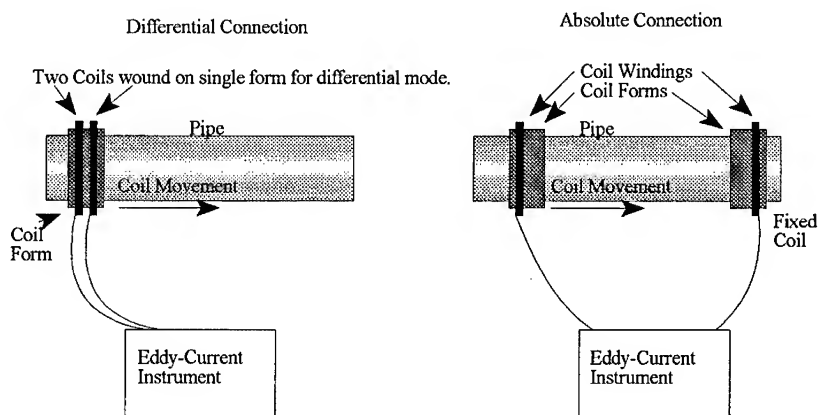 Differential Connection
Two Coils wound on single form for differential mode.
Pipe
Coil Movement
Coil
Form
Eddy-Current
Instrument
Absolute Connection
Coil Windings
Coil Forms
Pipe
Coil Movement
Fixed
Coil
Eddy-Current
Instrument